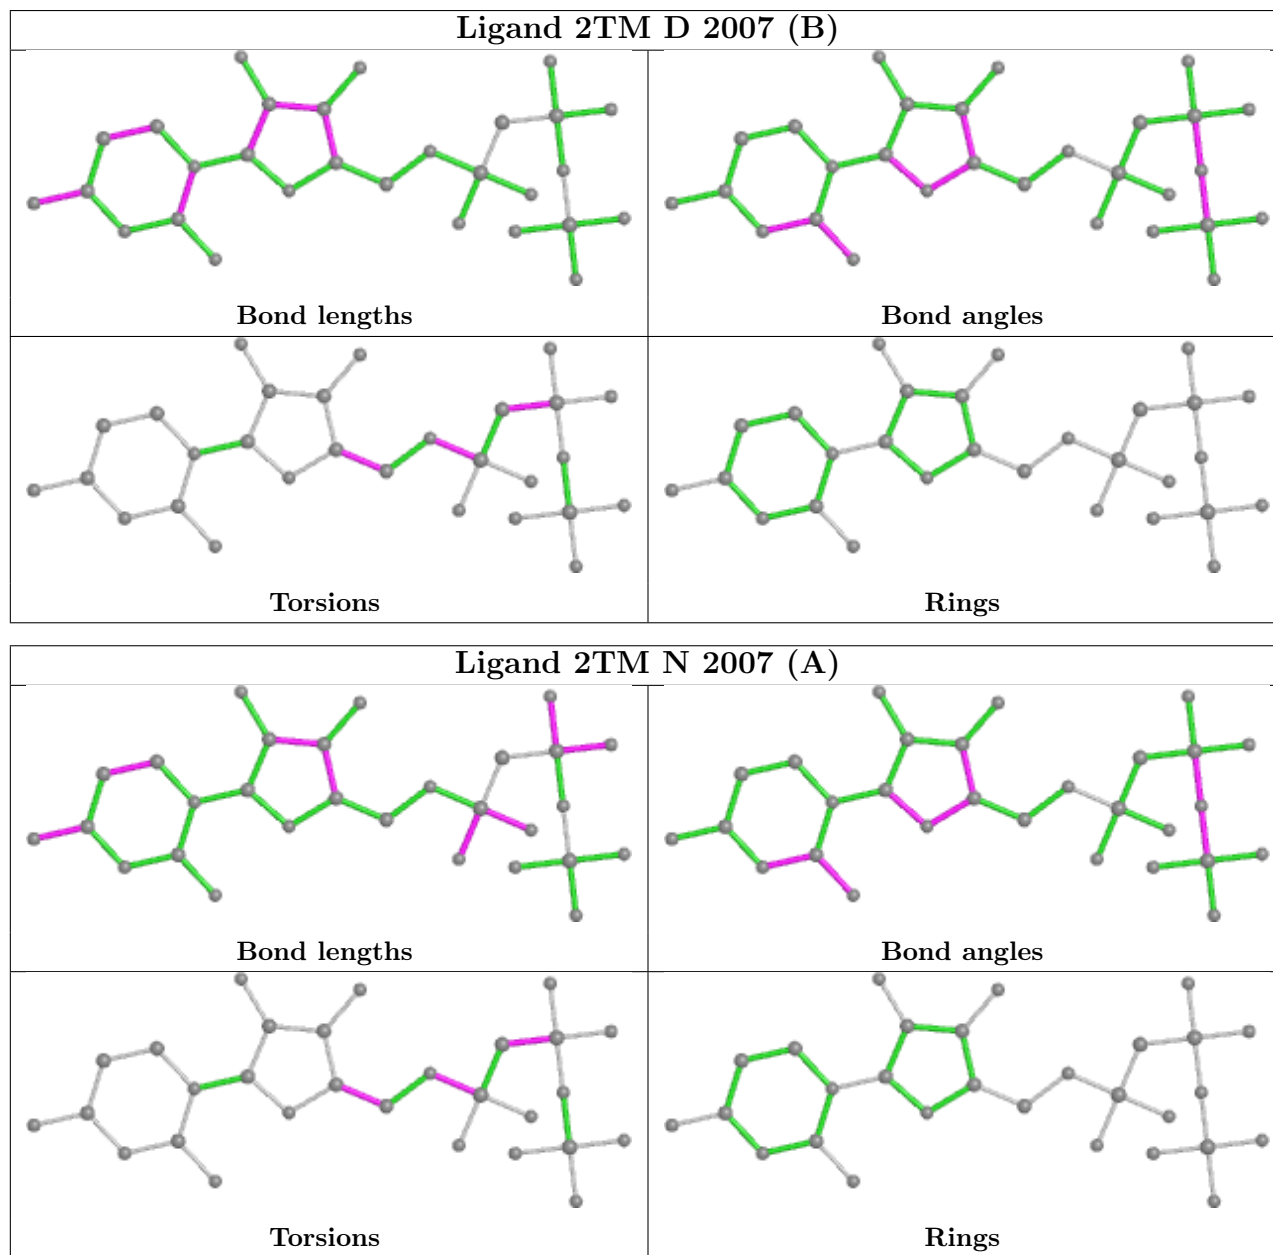 Ligand 2TM D 2007 (B)
Bond lengths
Bond angles
Torsions
Rings
Ligand 2TM N 2007 (A)
Bond lengths
Bond angles
Torsions
Rings